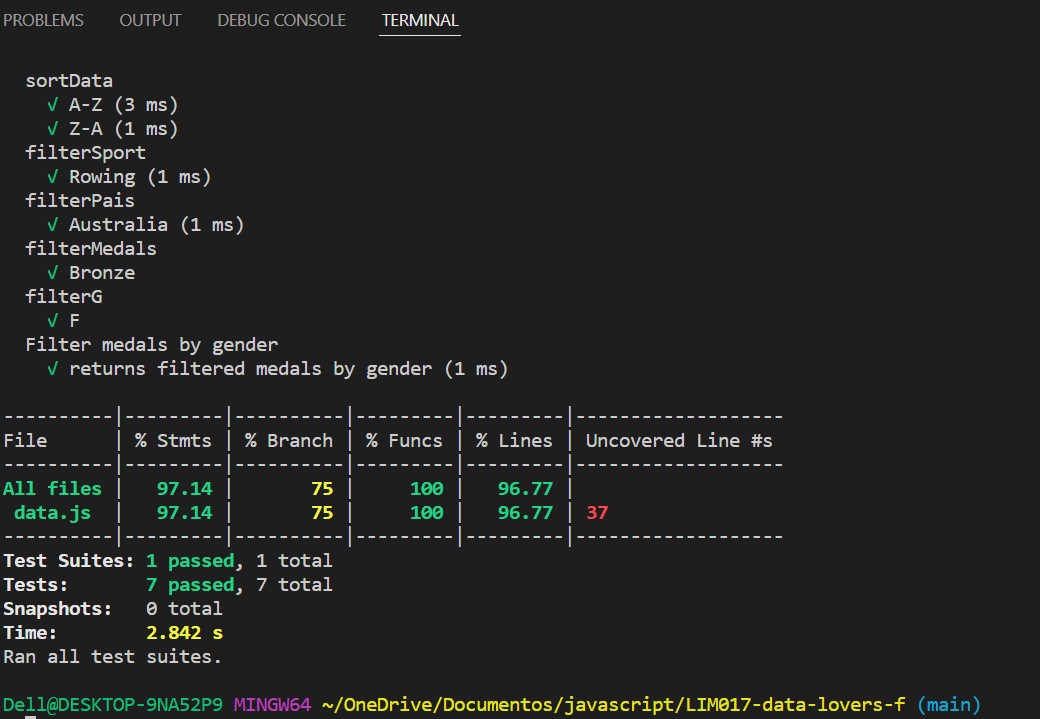 PROBLEMS OUTPUT DEBUG CONSOLE TERMINAL
sortData
√ A-Z (3 ms)
√ Z-A (1 ms)
filterSport
√ Rowing (1 ms)
filterPais
√ Australia (1 ms)
filterMedals
√ Bronze
filterG
√ F
Filter medals by gender
√ returns filtered medals by gender (1 ms)
----------|---------|----------|---------|---------|-------------------
File      | % Stmts | % Branch | % Funcs | % Lines | Uncovered Line #s
----------|---------|----------|---------|---------|-------------------
All files |   97.14 |       75 |     100 |   96.77 |
 data.js  |   97.14 |       75 |     100 |   96.77 | 37
----------|---------|----------|---------|---------|-------------------
Test Suites: 1 passed, 1 total
Tests:       7 passed, 7 total
Snapshots:   0 total
Time:        2.842 s
Ran all test suites.
Dell@DESKTOP-9NA52P9 MINGW64 ~/OneDrive/Documentos/javascript/LIM017-data-lovers-f (main)